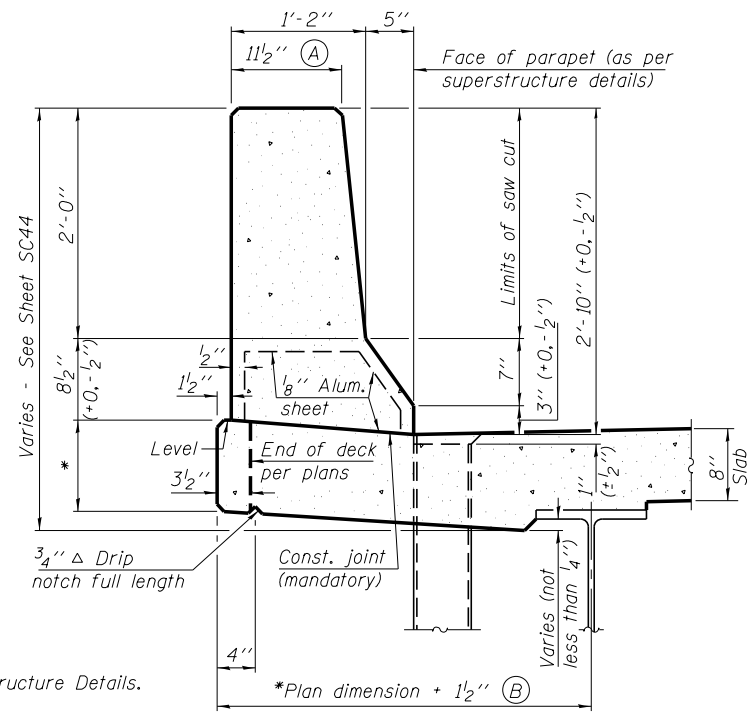 1'-2"
5"
11½" Ⓐ
Face of parapet (as per
superstructure details)
Varies - See Sheet SC44
2'-0"
8½"
(+0,-½")
*
Limits of saw cut
7"
3" (+0,-½")
2'-10" (+0,-½")
½"
1½"
⅛" Alum.
sheet
Level
End of deck
per plans
3½"
1"
(±½")
8"
Slab
¾" △ Drip
notch full length
Const. joint
(mandatory)
Varies (not
less than ¼")
4"
ructure Details.
*Plan dimension + 1½" Ⓑ